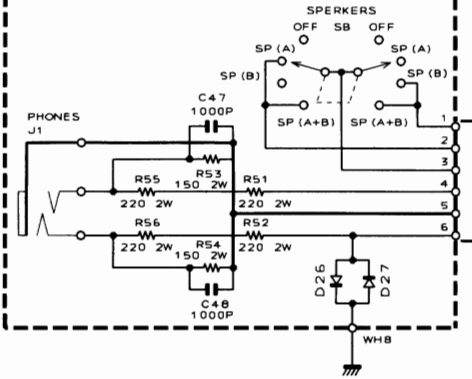 SPERKERS
OFF SB OFF
SP (A) SP (A)
SP (B) SP (B)
SP (A+B) SP (A+B)
C47
1000P
PHONES
J1
1
2
3
R53
150 2W
R55 R51
220 2W 220 2W
4
5
R56 R52
220 2W 220 2W
6
R54
150 2W
C48
1000P
D26 D27
WH8